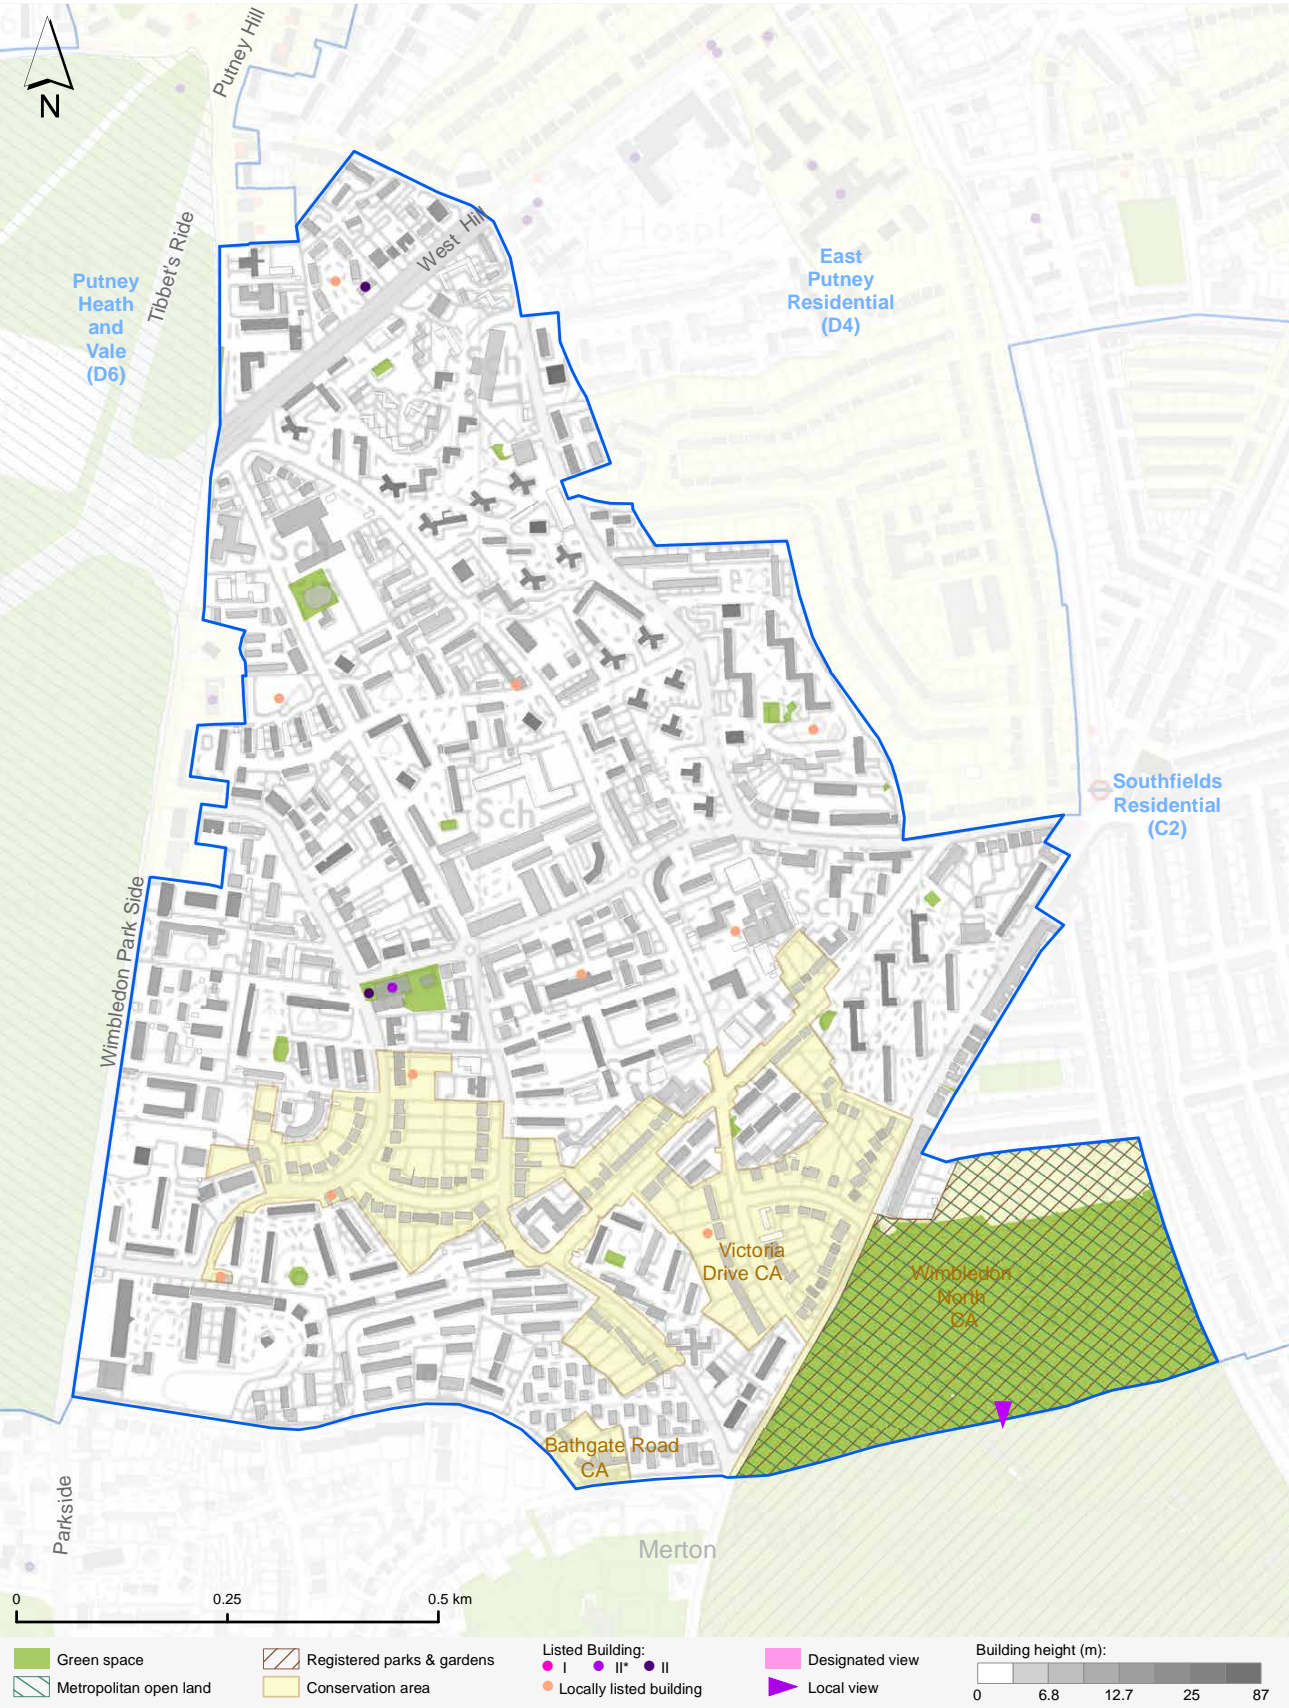 N
Putney Hill
Tibbet's Ride
West Hill
Putney
Heath
and
Vale
(D6)
East
Putney
Residential
(D4)
Southfields
Residential
(C2)
Sch
Wimbledon Park Side
Victoria
Drive CA
Wimbledon
North
CA
Bathgate Road
CA
Parkside
Merton
0 0.25 0.5 km
Green space
Metropolitan open land
Registered parks & gardens
Conservation area
Listed Building:
I II* II
Locally listed building
Designated view
Local view
Building height (m):
0 6.8 12.7 25 87